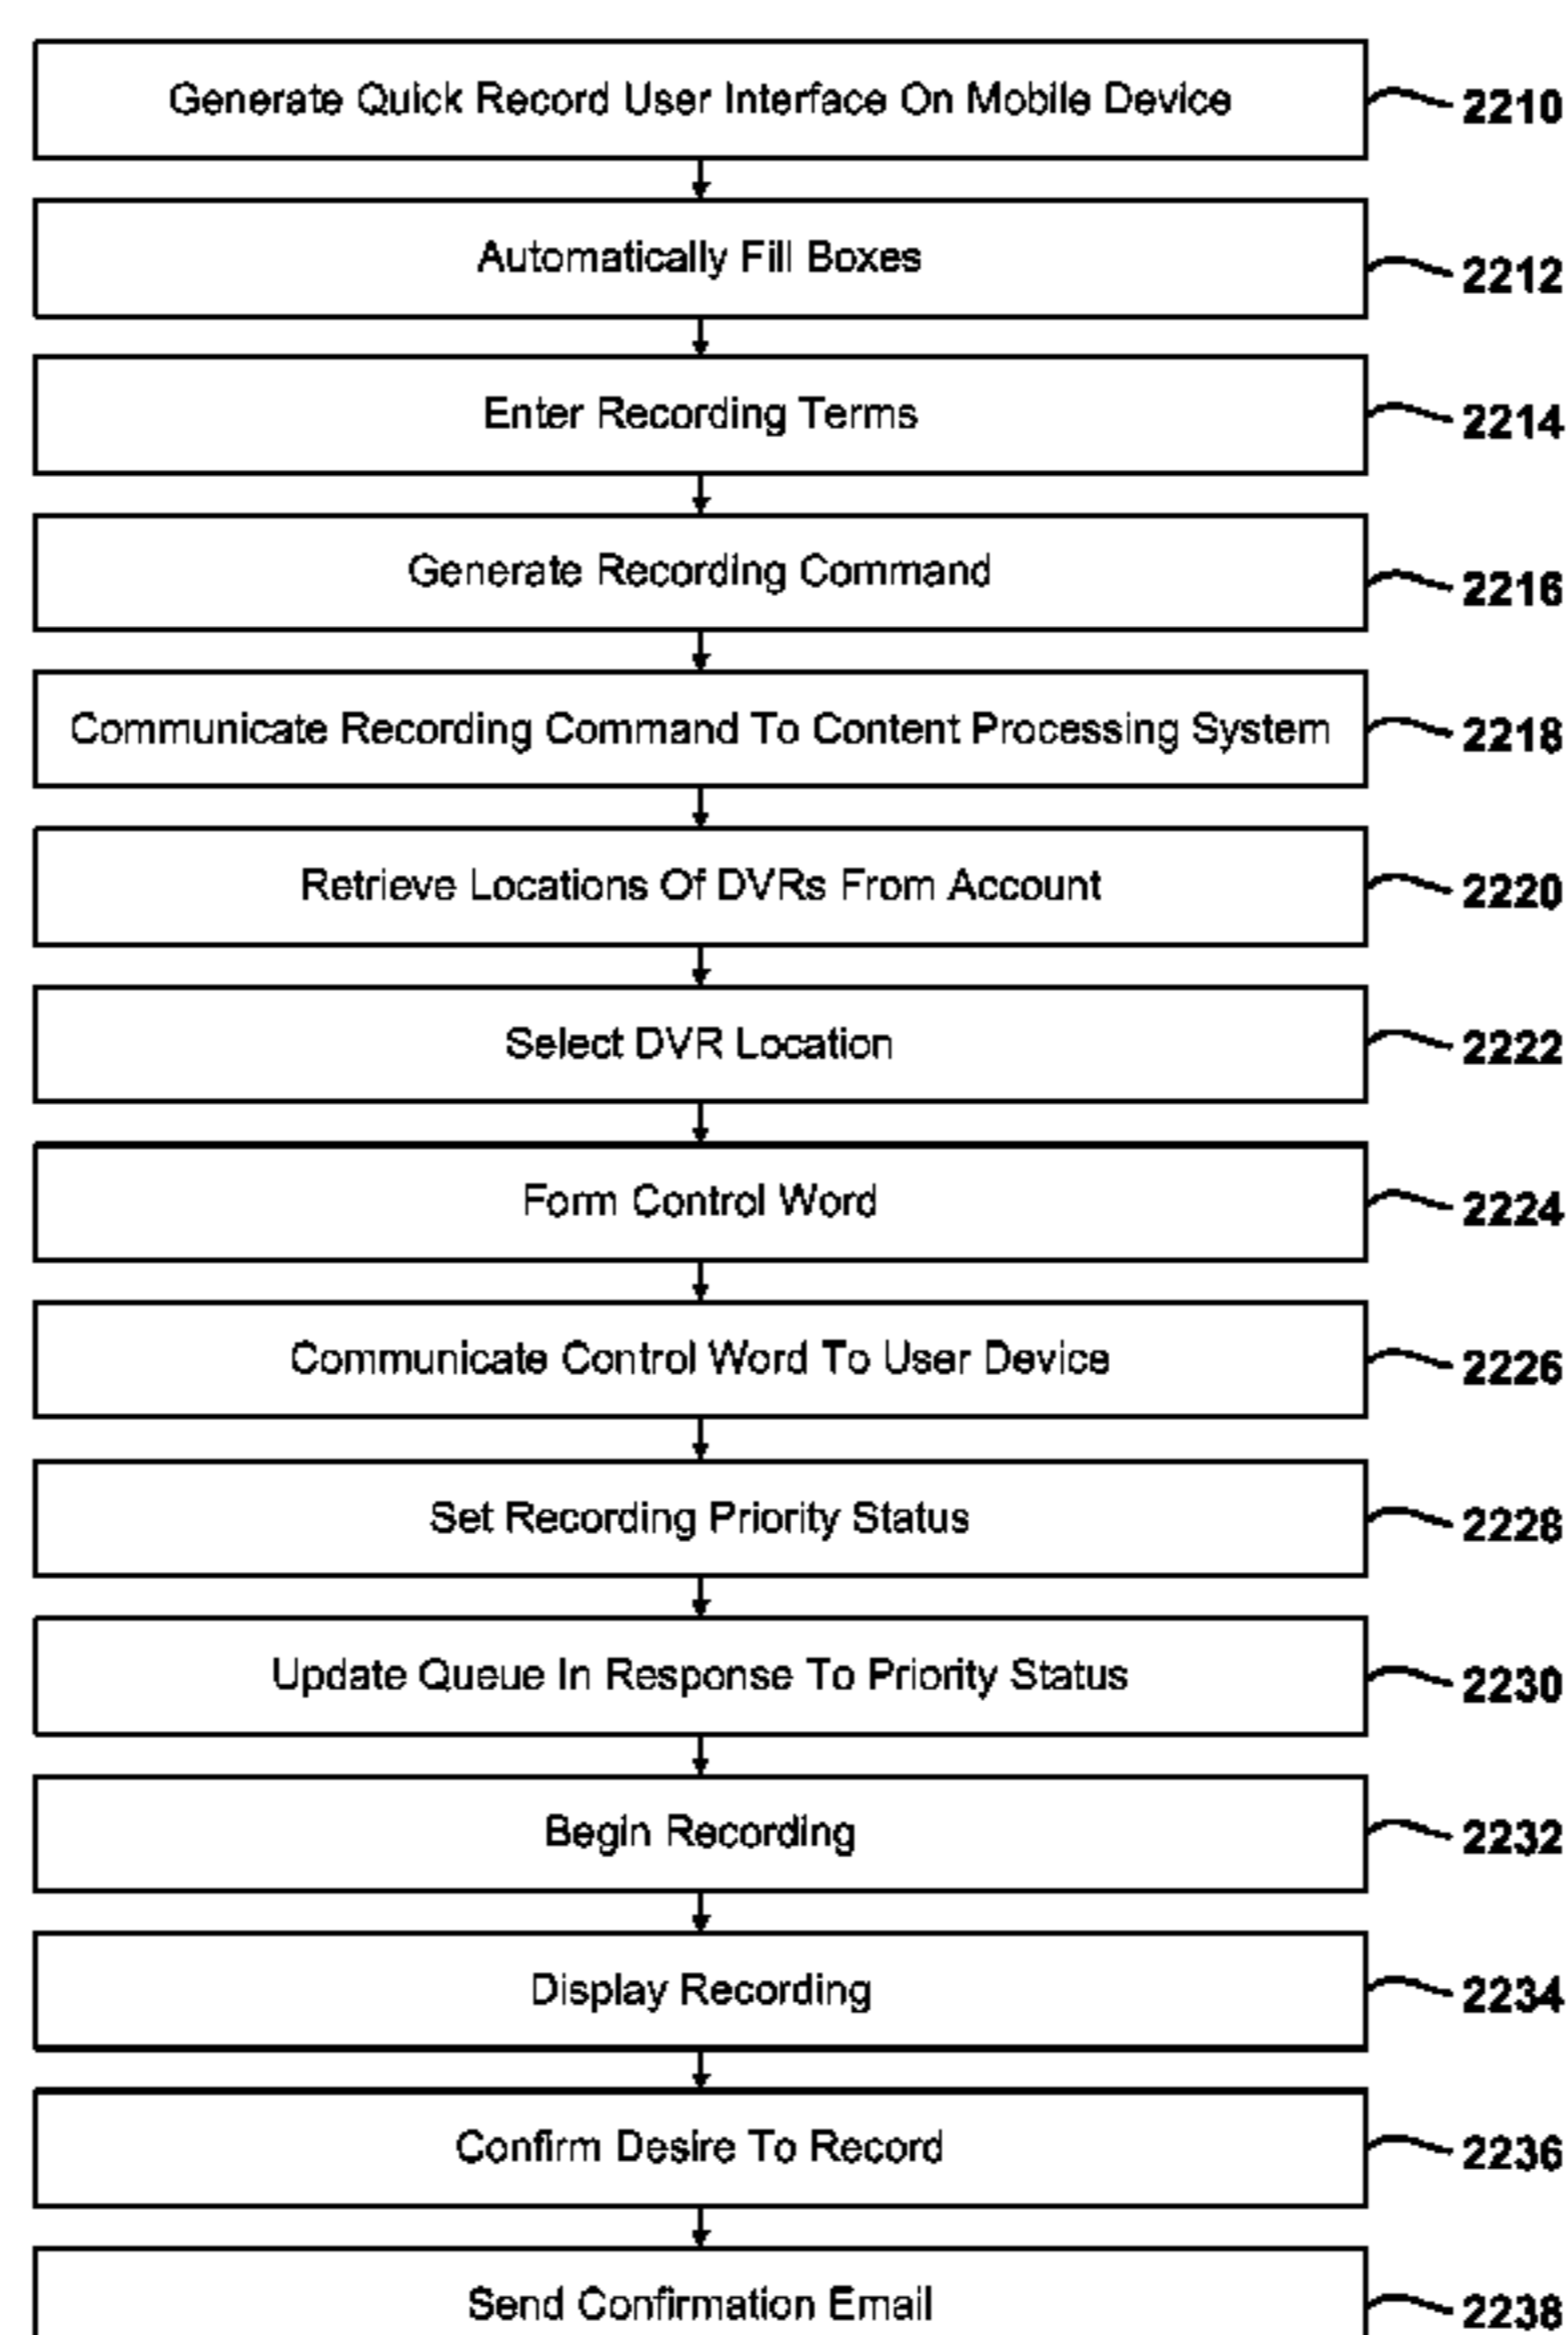 Generate Quick Record User Interface On Mobile Device 2210
Automatically Fill Boxes 2212
Enter Recording Terms 2214
Generate Recording Command 2216
Communicate Recording Command To Content Processing System 2218
Retrieve Locations Of DVRs From Account 2220
Select DVR Location 2222
Form Control Word 2224
Communicate Control Word To User Device 2226
Set Recording Priority Status 2228
Update Queue In Response To Priority Status 2230
Begin Recording 2232
Display Recording 2234
Confirm Desire To Record 2236
Send Confirmation Email 2238